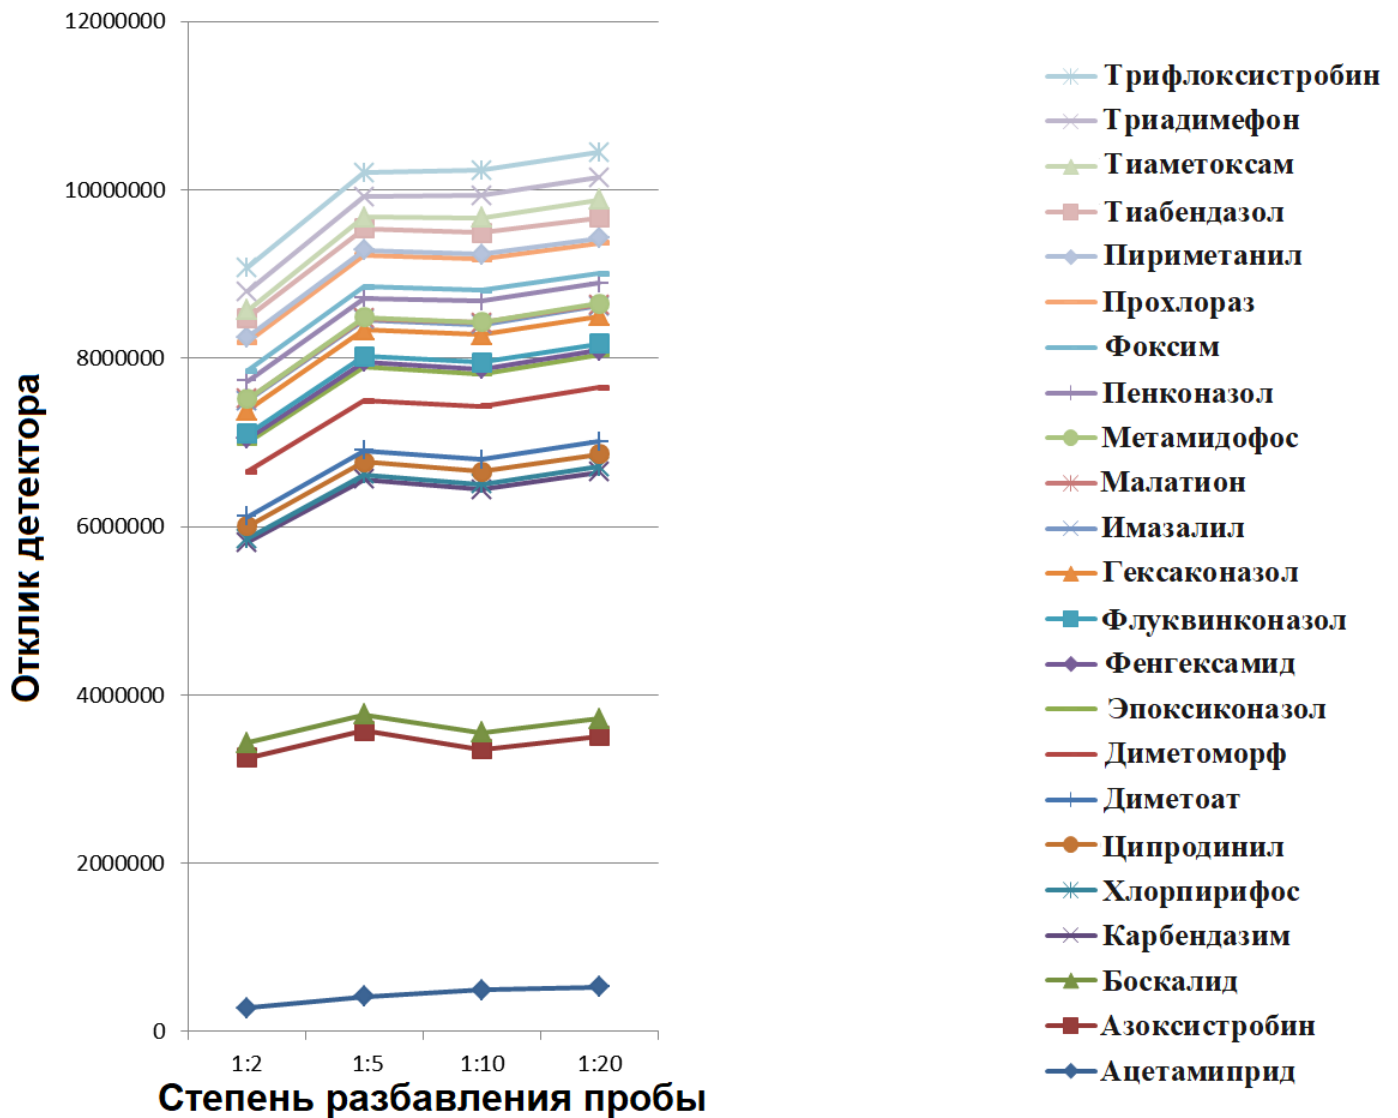 12000000
10000000
8000000
6000000
4000000
2000000
0
Отклик детектора
1:2
1:5
1:10
1:20
Степень разбавления пробы
Трифлоксистробин
Триадимефон
Тиаметоксам
Тиабендазол
Пириметанил
Прохлораз
Фоксим
Пенконазол
Метамидофос
Малатион
Имазалил
Гексаконазол
Флуквинконазол
Фенгексамид
Эпоксиконазол
Диметоморф
Диметоат
Ципродинил
Хлорпирифос
Карбендазим
Боскалид
Азоксистробин
Ацетамиприд